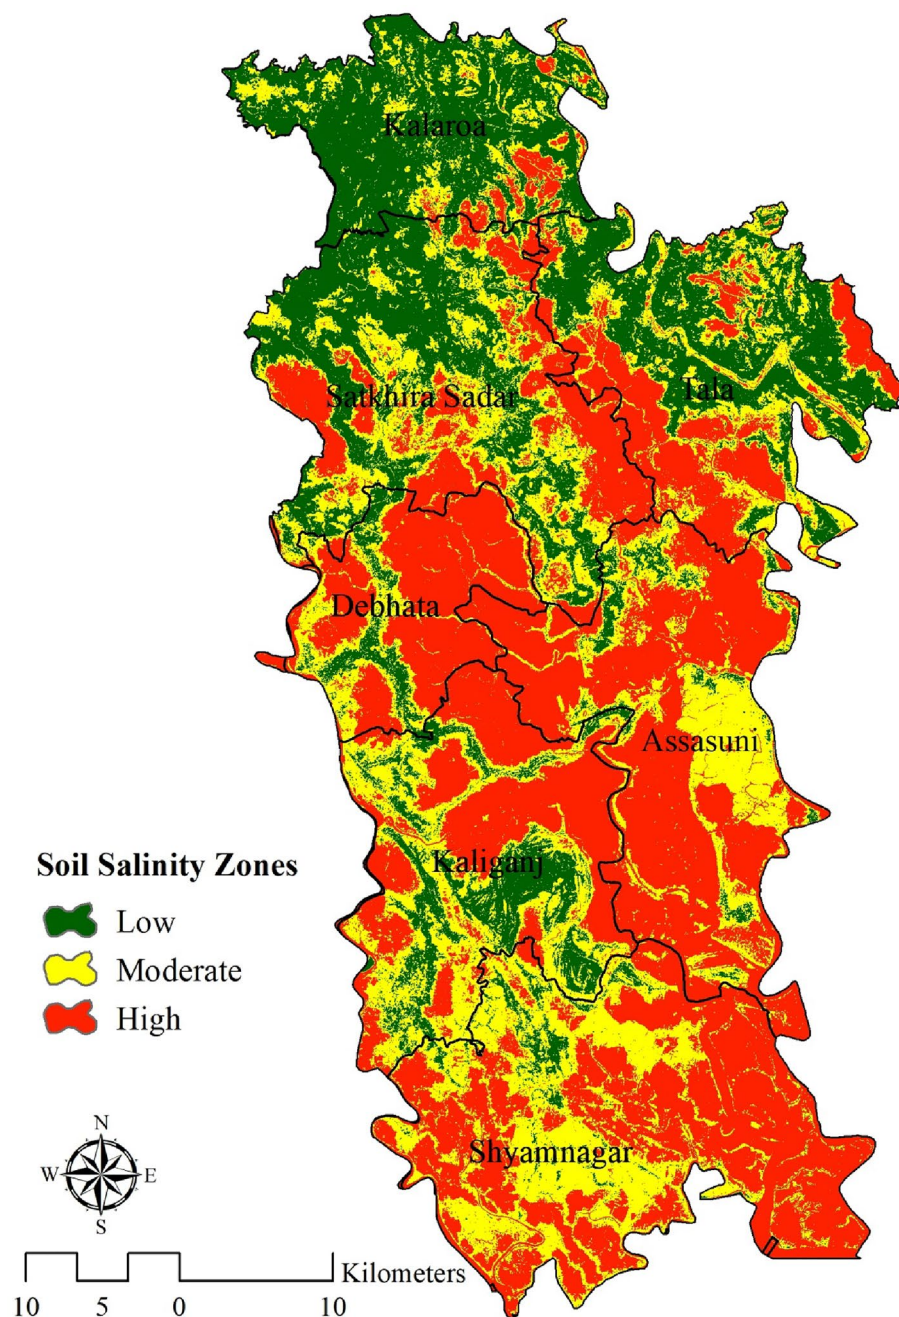 Kalaroa
Satkhira Sadar
Tala
Debhata
Assasuni
Kaliganj
Shyamnagar
Soil Salinity Zones
Low
Moderate
High
N
W E
S
Kilometers
10 5 0 10